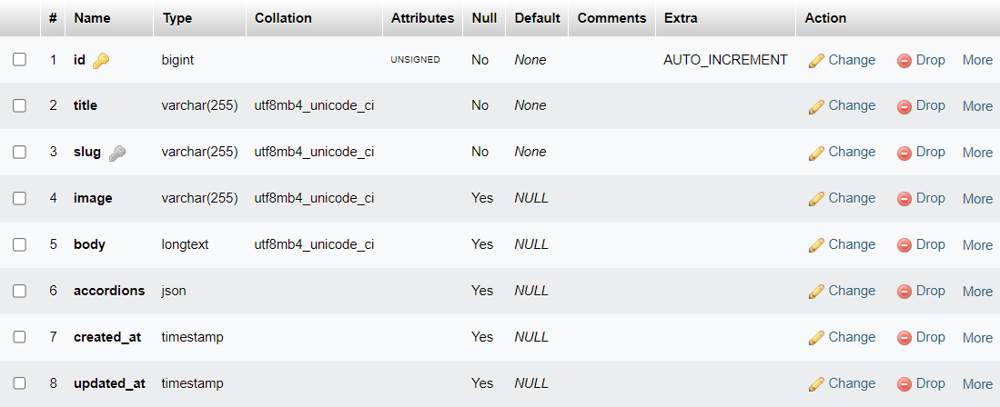 # Name Type Collation Attributes Null Default Comments Extra Action
1 id bigint UNSIGNED No None AUTO_INCREMENT Change Drop More
2 title varchar(255) utf8mb4_unicode_ci No None Change Drop More
3 slug varchar(255) utf8mb4_unicode_ci No None Change Drop More
4 image varchar(255) utf8mb4_unicode_ci Yes NULL Change Drop More
5 body longtext utf8mb4_unicode_ci Yes NULL Change Drop More
6 accordions json Yes NULL Change Drop More
7 created_at timestamp Yes NULL Change Drop More
8 updated_at timestamp Yes NULL Change Drop More